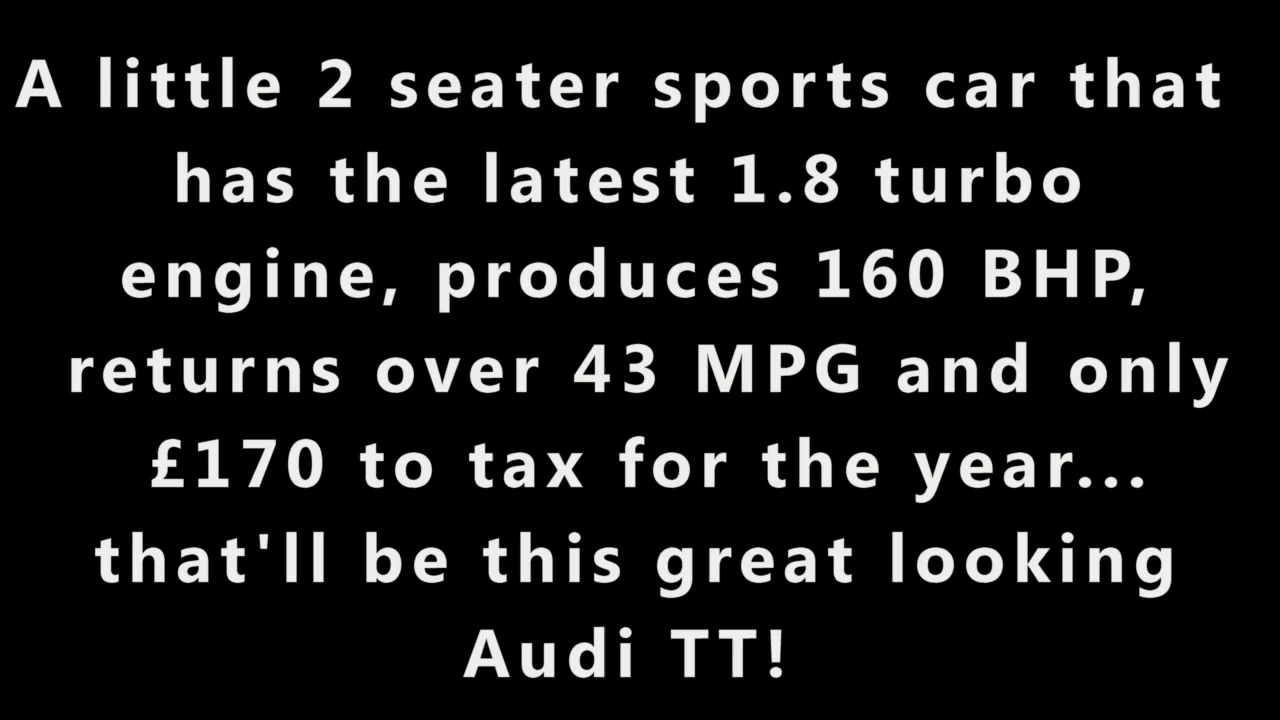 A little 2 seater sports car that
has the latest 1.8 turbo
engine, produces 160 BHP,
returns over 43 MPG and only
£170 to tax for the year...
that'll be this great looking
Audi TT!